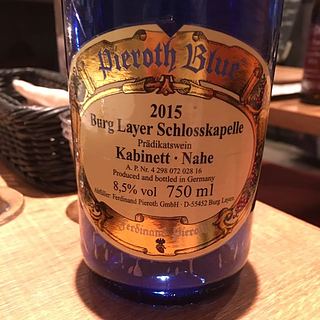 Pieroth Blue
2015
Burg Layer Schlosskapelle
Prädikatswein
Kabinett · Nahe
A. P. Nr. 4 298 072 028 16
Produced and bottled in Germany
8,5% vol 750 ml
Abfüller: Ferdinand Pieroth GmbH · D-55452 Burg Layen
Ferdinand Pieroth